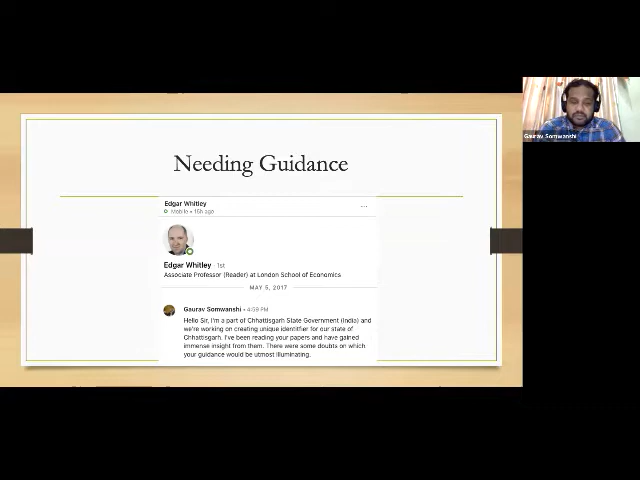 Needing Guidance
Edgar Whitley
Mobile • 15h ago
...
Edgar Whitley · 1st
Associate Professor (Reader) at London School of Economics
MAY 5, 2017
Gaurav Somwanshi • 4:59 PM
Hello Sir, I'm a part of Chhattisgarh State Government (India) and
we're working on creating unique identifier for our state of
Chhattisgarh. I've been reading your papers and have gained
immense insight from them. There were some doubts on which
your guidance would be utmost illuminating.
Gaurav Somwanshi